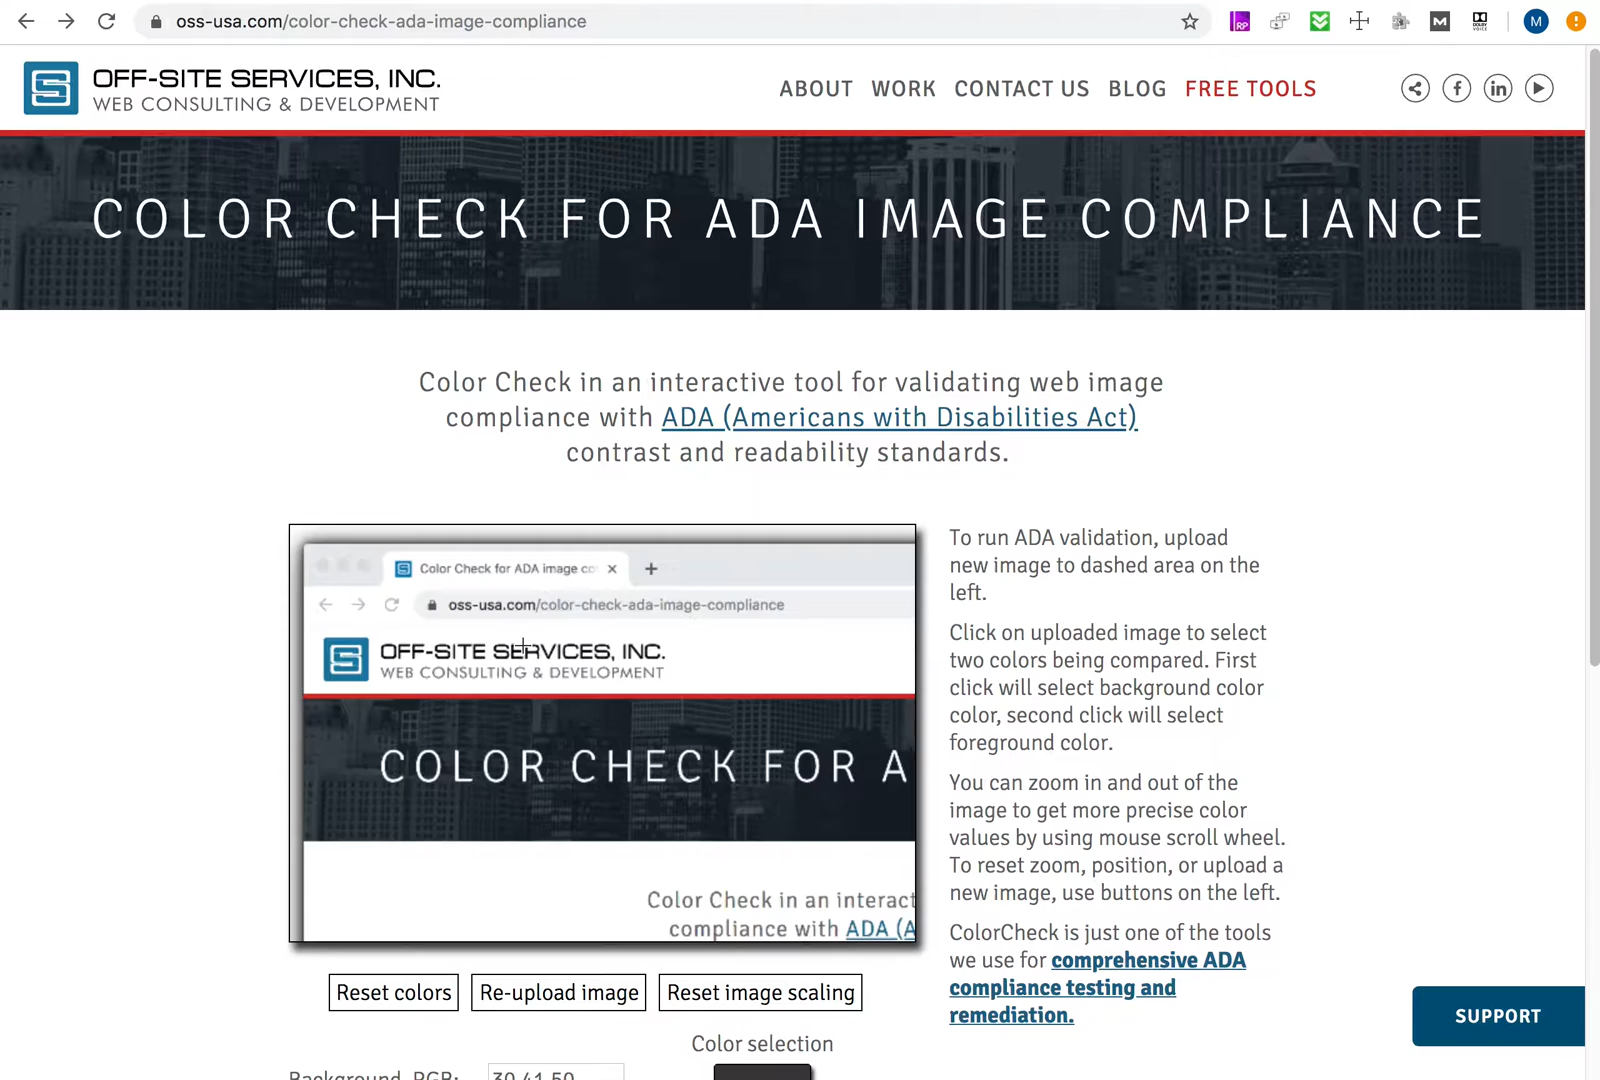 oss-usa.com/color-check-ada-image-compliance
RP
M
DOLBY
VOICE
M
OFF-SITE SERVICES, INC.
WEB CONSULTING & DEVELOPMENT
ABOUT WORK CONTACT US BLOG FREE TOOLS
COLOR CHECK FOR ADA IMAGE COMPLIANCE
Color Check in an interactive tool for validating web image
compliance with ADA (Americans with Disabilities Act)
contrast and readability standards.
Color Check for ADA image co
oss-usa.com/color-check-ada-image-compliance
OFF-SITE SERVICES, INC.
WEB CONSULTING & DEVELOPMENT
COLOR CHECK FOR A
Color Check in an interact
compliance with ADA (A
Reset colors Re-upload image Reset image scaling
Color selection
Background, RGB: 30,41,50
To run ADA validation, upload
new image to dashed area on the
left.
Click on uploaded image to select
two colors being compared. First
click will select background color
color, second click will select
foreground color.
You can zoom in and out of the
image to get more precise color
values by using mouse scroll wheel.
To reset zoom, position, or upload a
new image, use buttons on the left.
ColorCheck is just one of the tools
we use for comprehensive ADA
compliance testing and
remediation.
SUPPORT